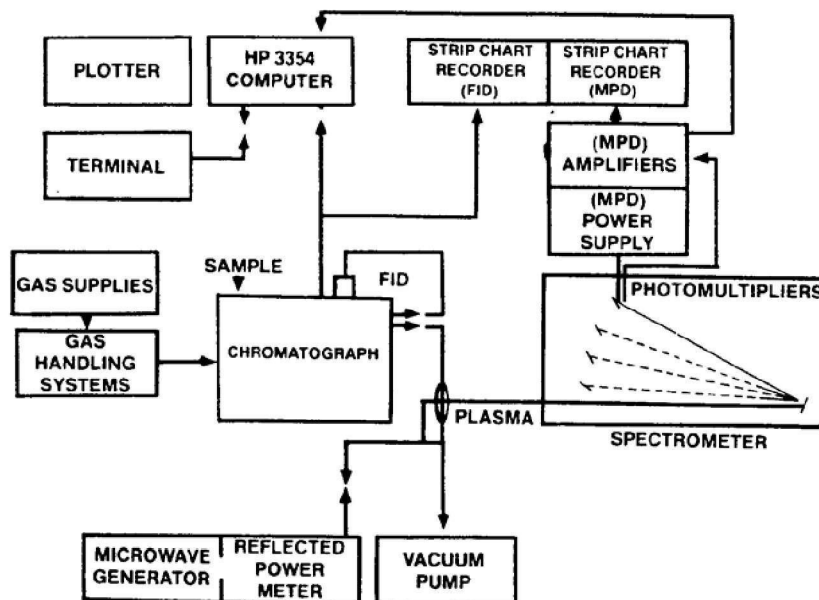 PLOTTER
HP 3354
COMPUTER
STRIP CHART
RECORDER
(FID)
STRIP CHART
RECORDER
(MPD)
TERMINAL
(MPD)
AMPLIFIERS
(MPD)
POWER
SUPPLY
SAMPLE
FID
GAS SUPPLIES
PHOTOMULTIPLIERS
GAS
HANDLING
SYSTEMS
CHROMATOGRAPH
PLASMA
SPECTROMETER
MICROWAVE
GENERATOR
REFLECTED
POWER
METER
VACUUM
PUMP